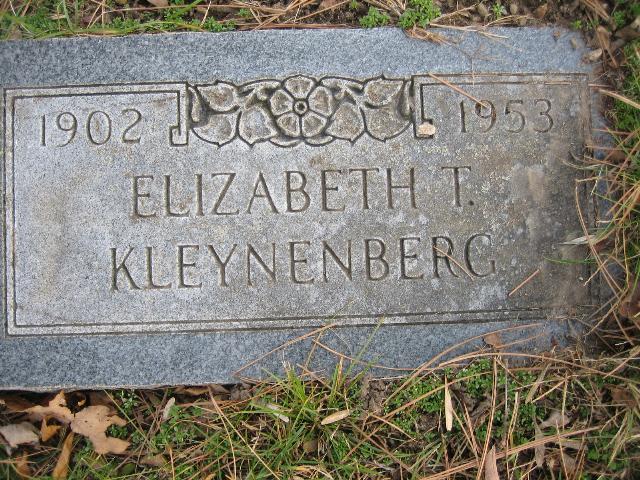 1902 1953
ELIZABETH T.
KLEYNENBERG